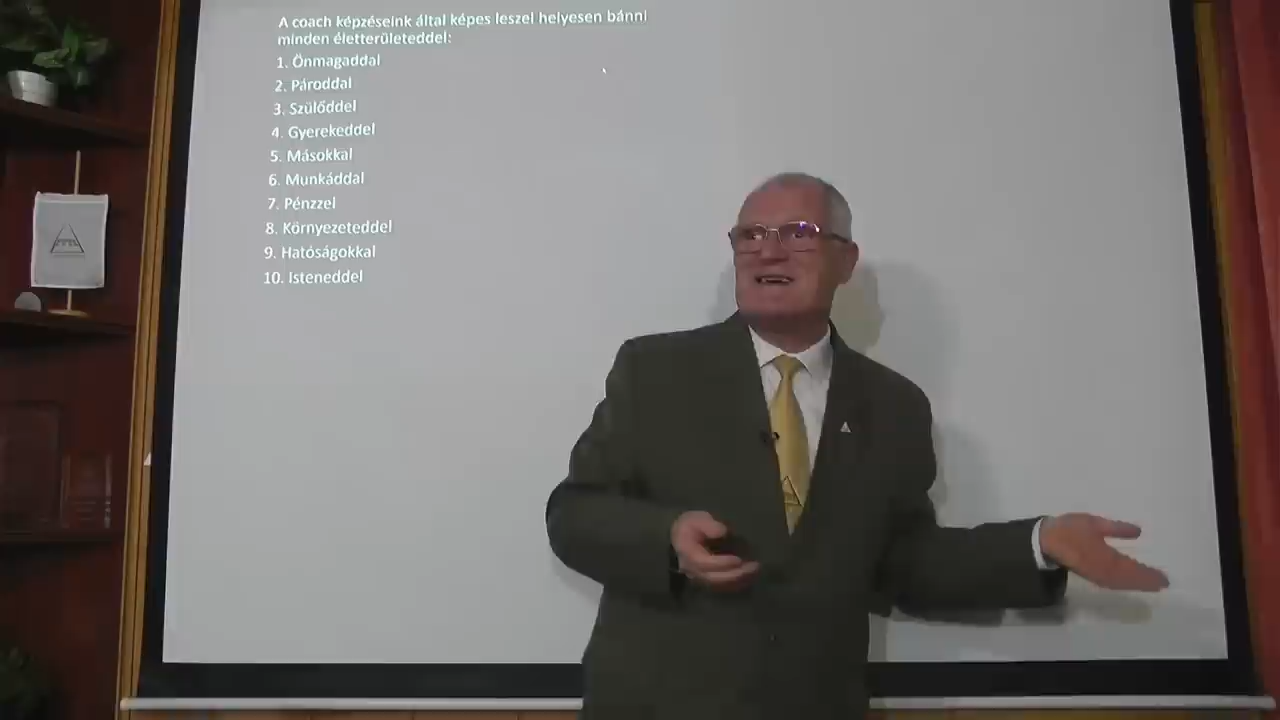 A coach képzéseink által képes leszel helyesen bánni
minden életterületeddel:
1. Önmagaddal
2. Pároddal
3. Szülőddel
4. Gyerekeddel
5. Másokkal
6. Munkáddal
7. Pénzzel
8. Környezeteddel
9. Hatóságokkal
10. Isteneddel